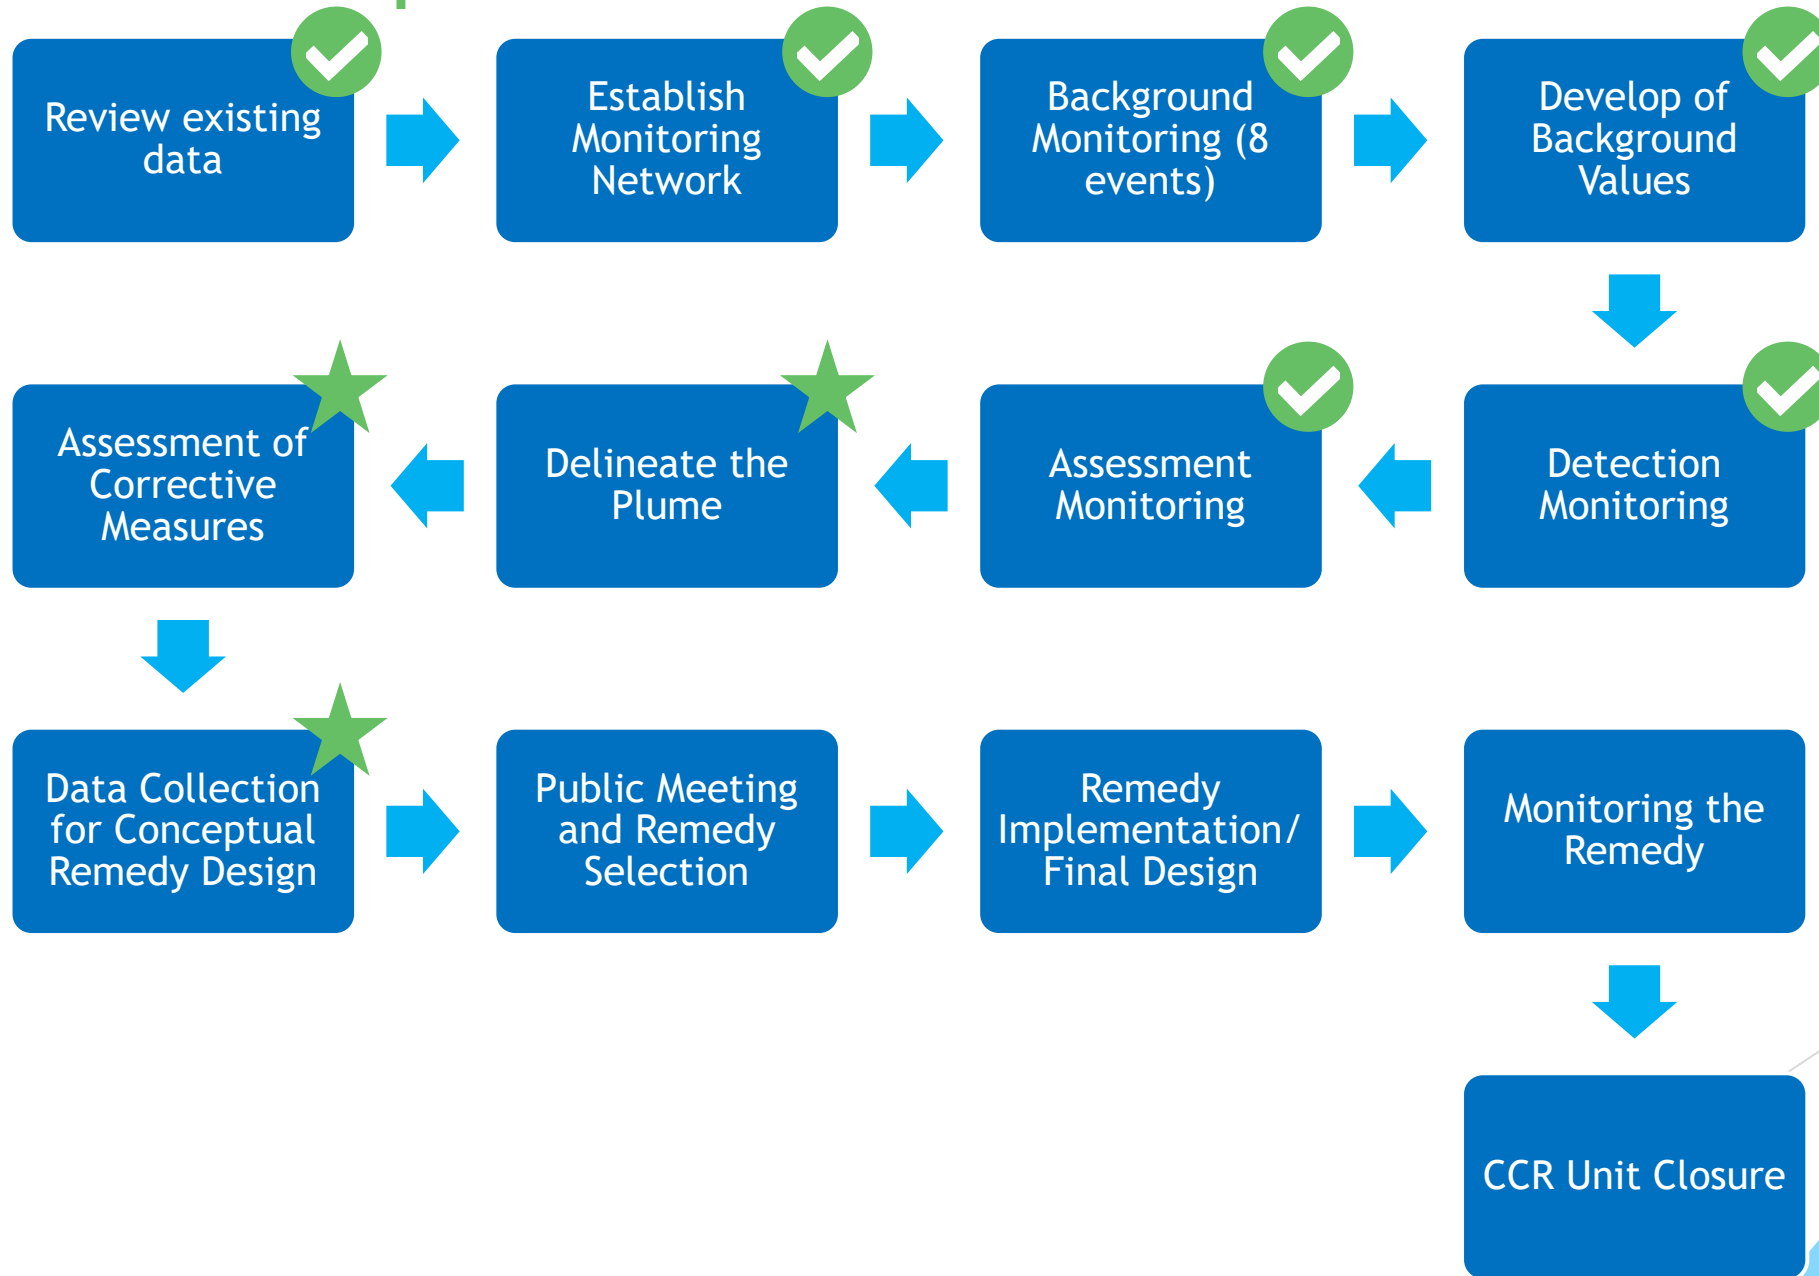 Review existing
data
Establish
Monitoring
Network
Background
Monitoring (8
events)
Develop of
Background
Values
Assessment of
Corrective
Measures
Delineate the
Plume
Assessment
Monitoring
Detection
Monitoring
Data Collection
for Conceptual
Remedy Design
Public Meeting
and Remedy
Selection
Remedy
Implementation/
Final Design
Monitoring the
Remedy
CCR Unit Closure